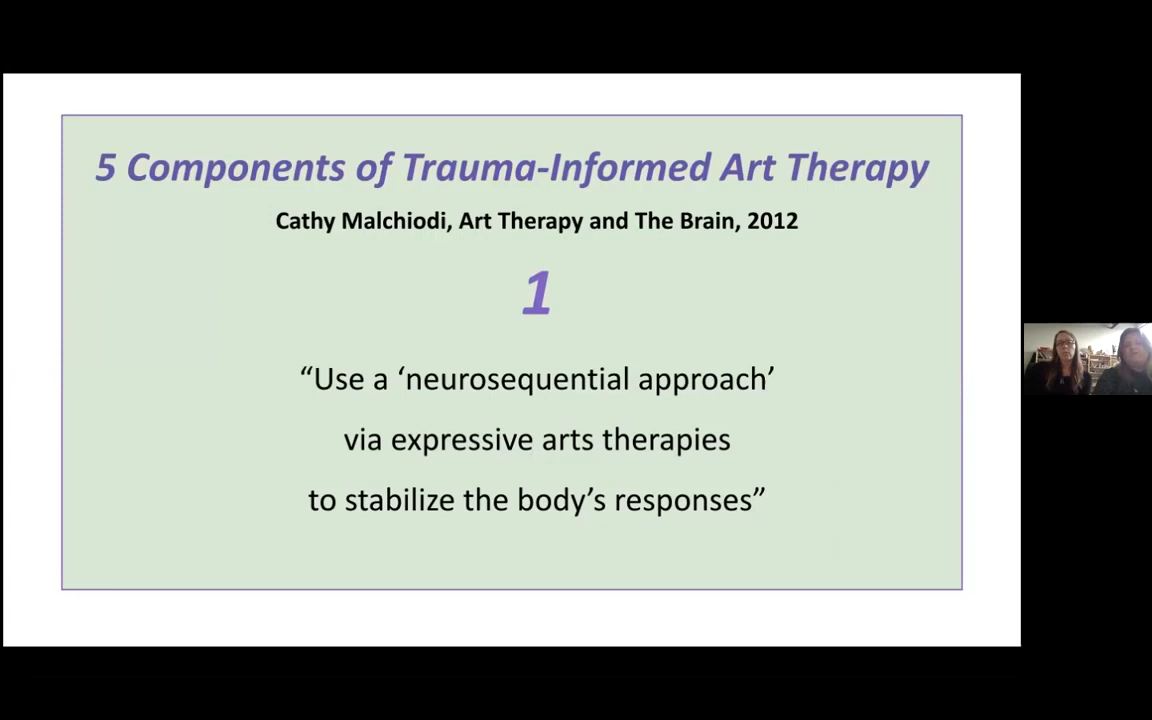 5 Components of Trauma-Informed Art Therapy
Cathy Malchiodi, Art Therapy and The Brain, 2012
1
“Use a ‘neurosequential approach’
via expressive arts therapies
to stabilize the body’s responses”